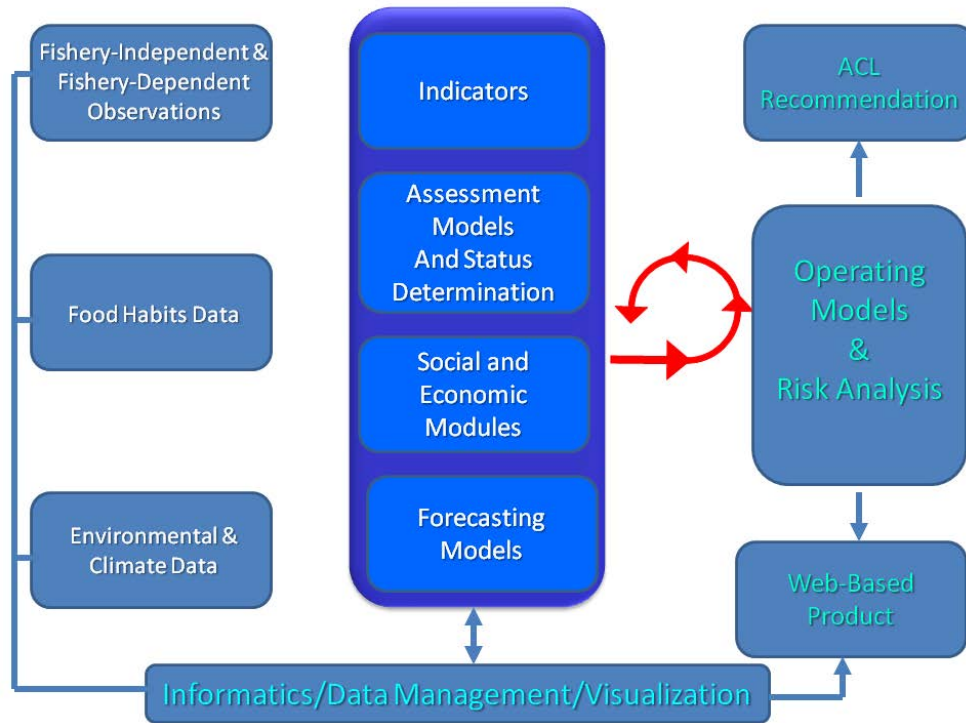 Fishery-Independent &
Fishery-Dependent
Observations
Food Habits Data
Environmental &
Climate Data
Indicators
Assessment
Models
And Status
Determination
Social and
Economic
Modules
Forecasting
Models
ACL
Recommendation
Operating
Models
&
Risk Analysis
Web-Based
Product
Informatics/Data Management/Visualization